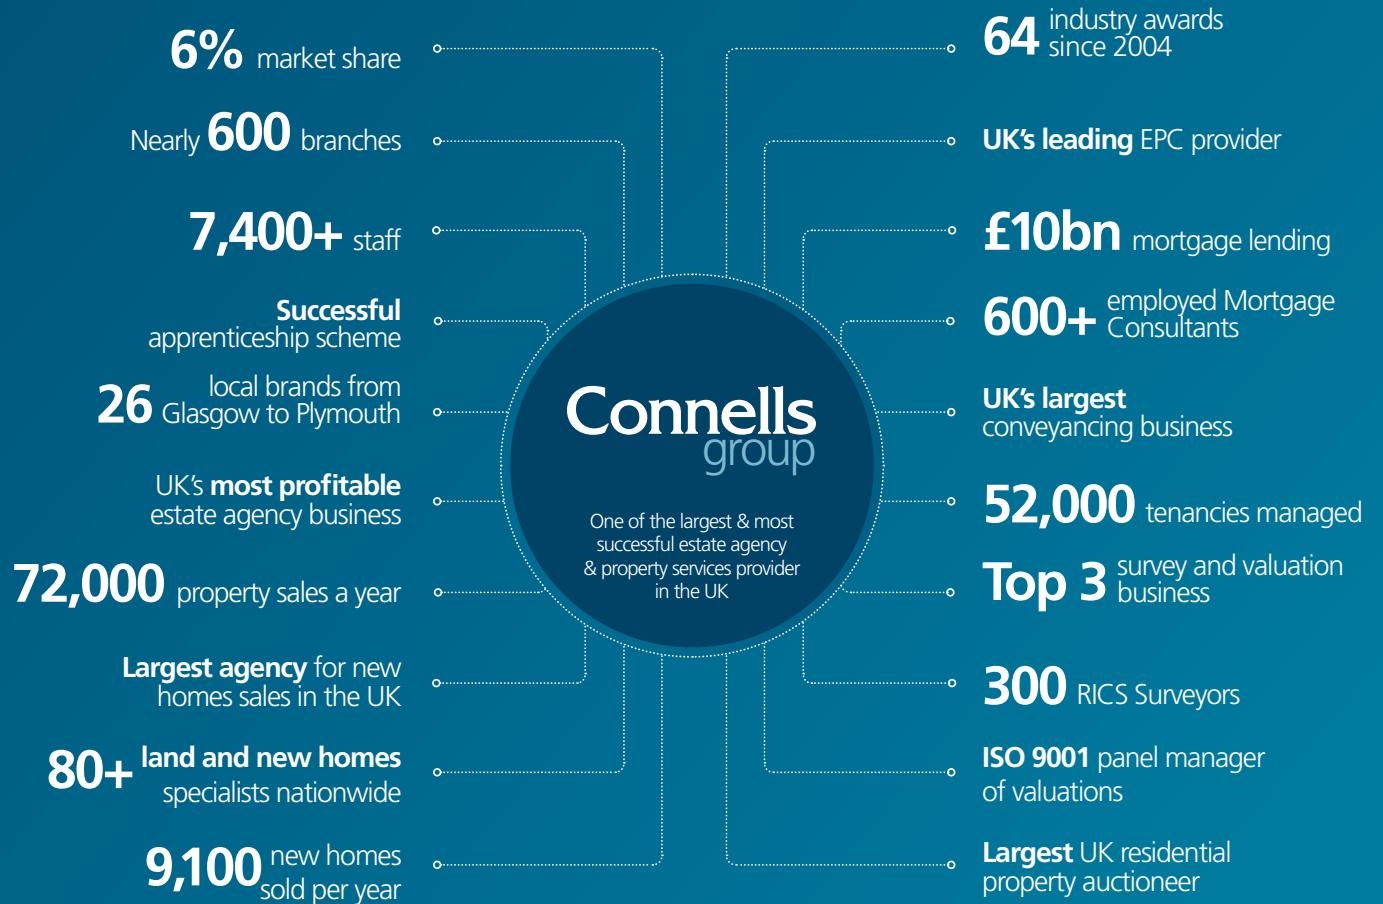 6% market share
Nearly 600 branches
7,400+ staff
Successful
apprenticeship scheme
26 local brands from
Glasgow to Plymouth
UK's most profitable
estate agency business
72,000 property sales a year
Largest agency for new
homes sales in the UK
80+ land and new homes
specialists nationwide
9,100 new homes
sold per year
Connells
group
One of the largest & most
successful estate agency
& property services provider
in the UK
64 industry awards
since 2004
UK's leading EPC provider
£10bn mortgage lending
600+ employed Mortgage
Consultants
UK's largest
conveyancing business
52,000 tenancies managed
Top 3 survey and valuation
business
300 RICS Surveyors
ISO 9001 panel manager
of valuations
Largest UK residential
property auctioneer